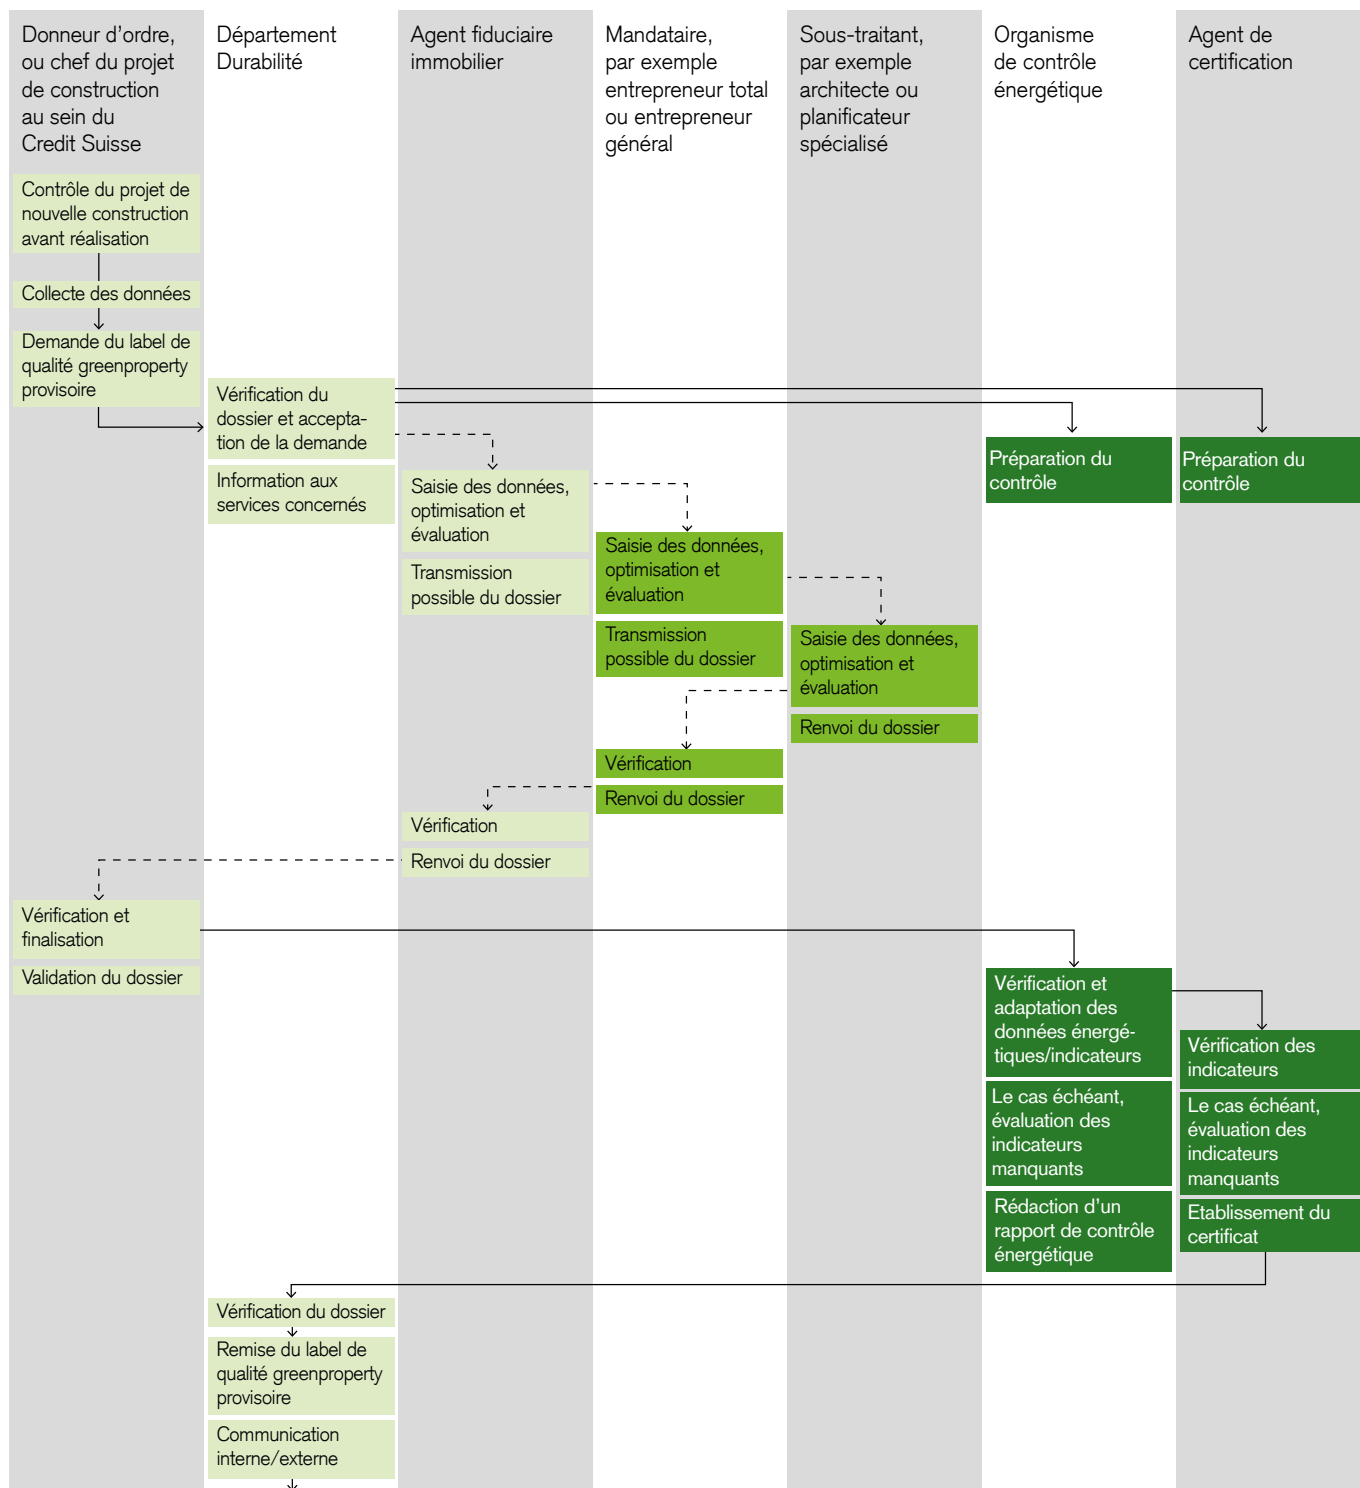 Donneur d’ordre,
ou chef du projet
de construction
au sein du
Credit Suisse
Département
Durabilité
Agent fiduciaire
immobilier
Mandataire,
par exemple
entrepreneur total
ou entrepreneur
général
Sous-traitant,
par exemple
architecte ou
planificateur
spécialisé
Organisme
de contrôle
énergétique
Agent de
certification
Contrôle du projet de
nouvelle construction
avant réalisation
Collecte des données
Demande du label de
qualité greenproperty
provisoire
Vérification du
dossier et accepta-
tion de la demande
Information aux
services concernés
Préparation du
contrôle
Préparation du
contrôle
Saisie des données,
optimisation et
évaluation
Transmission
possible du dossier
Saisie des données,
optimisation et
évaluation
Transmission
possible du dossier
Saisie des données,
optimisation et
évaluation
Renvoi du dossier
Vérification
Renvoi du dossier
Vérification
Renvoi du dossier
Vérification et
finalisation
Validation du dossier
Vérification et
adaptation des
données énergé-
tiques/indicateurs
Le cas échéant,
évaluation des
indicateurs
manquants
Rédaction d’un
rapport de contrôle
énergétique
Vérification des
indicateurs
Le cas échéant,
évaluation des
indicateurs
manquants
Etablissement du
certificat
Vérification du dossier
Remise du label de
qualité greenproperty
provisoire
Communication
interne/externe